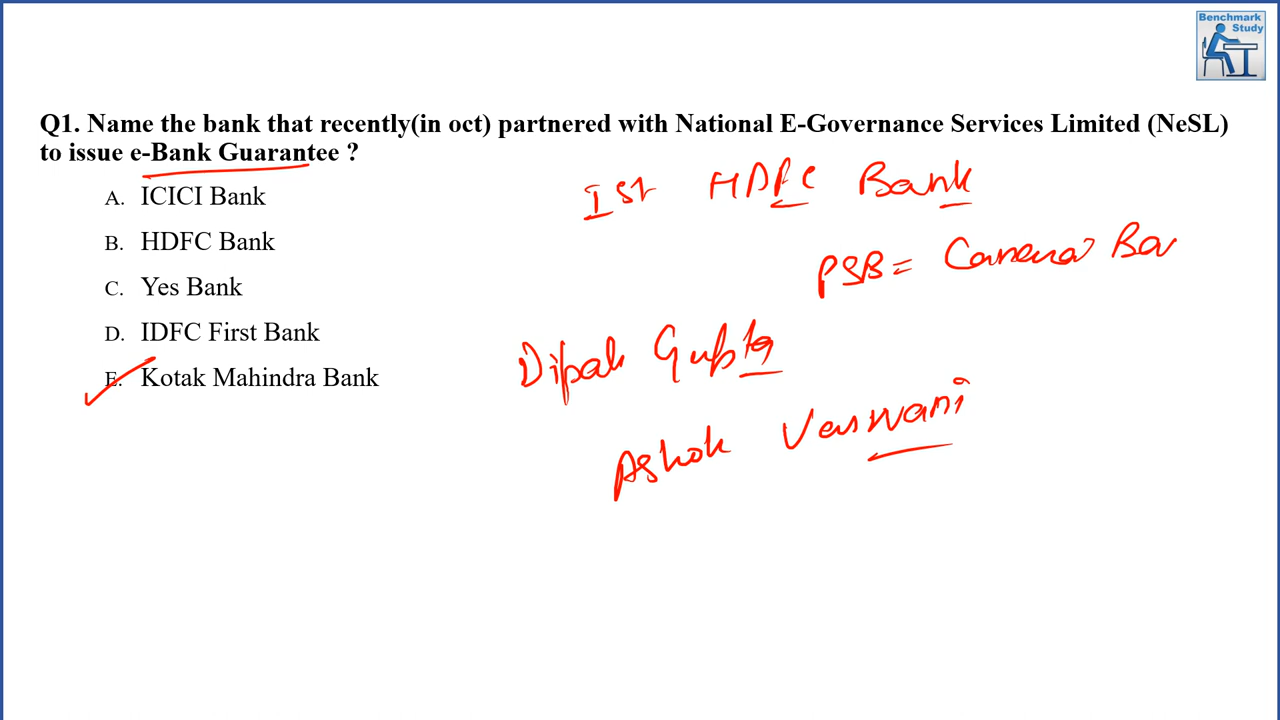 Benchmark
Study
Q1. Name the bank that recently(in oct) partnered with National E-Governance Services Limited (NeSL)
to issue e-Bank Guarantee ?
A. ICICI Bank
B. HDFC Bank
C. Yes Bank
D. IDFC First Bank
E. Kotak Mahindra Bank
Ist HDFC Bank
PSB = Canara Ba
Dipak Gupta
Ashok Vaswani